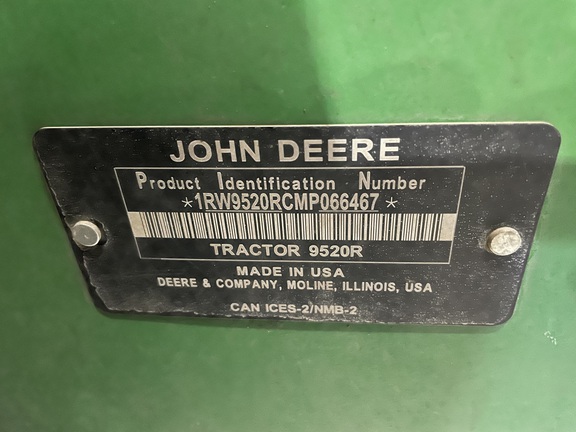 JOHN DEERE
Product Identification Number
*1RW9520RCMP066467*
TRACTOR 9520R
MADE IN USA
DEERE & COMPANY, MOLINE, ILLINOIS, USA
CAN ICES-2/NMB-2